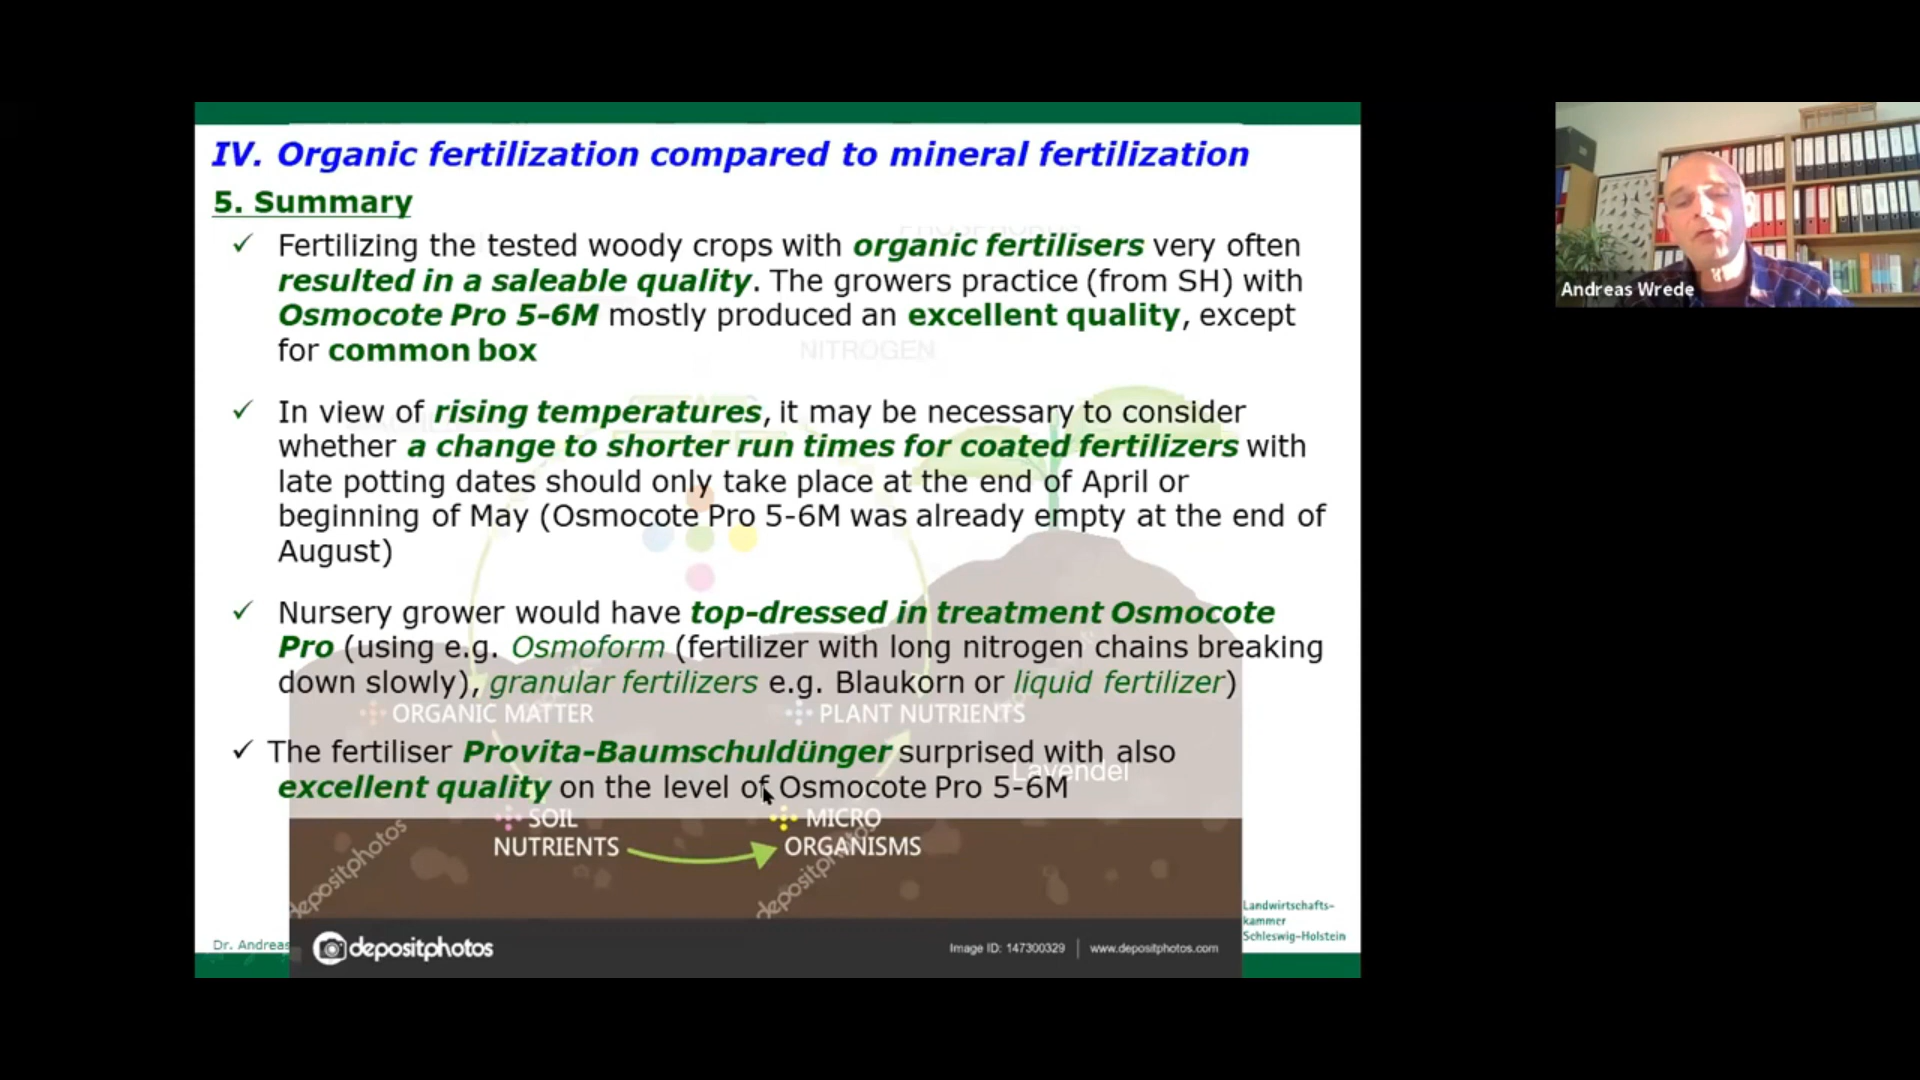 IV. Organic fertilization compared to mineral fertilization
5. Summary
✓ Fertilizing the tested woody crops with organic fertilisers very often
resulted in a saleable quality. The growers practice (from SH) with
Osmocote Pro 5-6M mostly produced an excellent quality, except
for common box
NITROGEN
✓ In view of rising temperatures, it may be necessary to consider
whether a change to shorter run times for coated fertilizers with
late potting dates should only take place at the end of April or
beginning of May (Osmocote Pro 5-6M was already empty at the end of
August)
✓ Nursery grower would have top-dressed in treatment Osmocote
Pro (using e.g. Osmoform (fertilizer with long nitrogen chains breaking
down slowly), granular fertilizers e.g. Blaukorn or liquid fertilizer)
ORGANIC MATTER
PLANT NUTRIENTS
✓ The fertiliser Provita-Baumschuldünger surprised with also
Lavendel
excellent quality on the level of Osmocote Pro 5-6M
SOIL
NUTRIENTS
MICRO
ORGANISMS
depositphotos
depositphotos
Dr. Andreas
depositphotos
Image ID: 147300329 | www.depositphotos.com
Landwirtschafts-
kammer
Schleswig-Holstein
Andreas Wrede